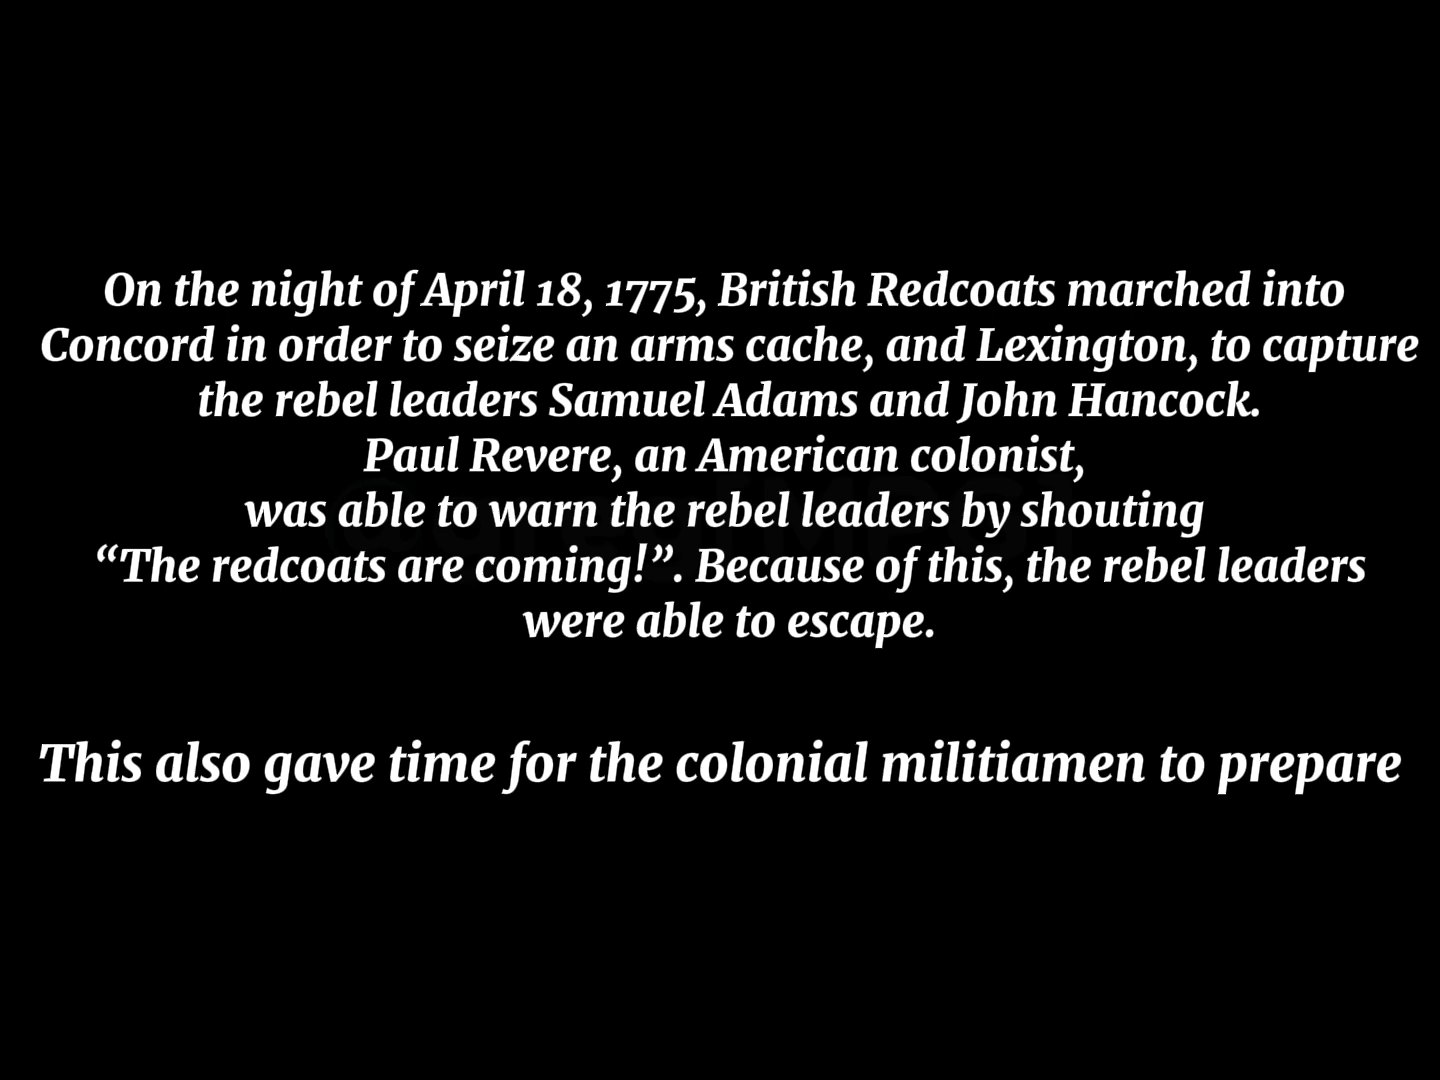 On the night of April 18, 1775, British Redcoats marched into
Concord in order to seize an arms cache, and Lexington, to capture
the rebel leaders Samuel Adams and John Hancock.
Paul Revere, an American colonist,
was able to warn the rebel leaders by shouting
“The redcoats are coming!”. Because of this, the rebel leaders
were able to escape.
This also gave time for the colonial militiamen to prepare